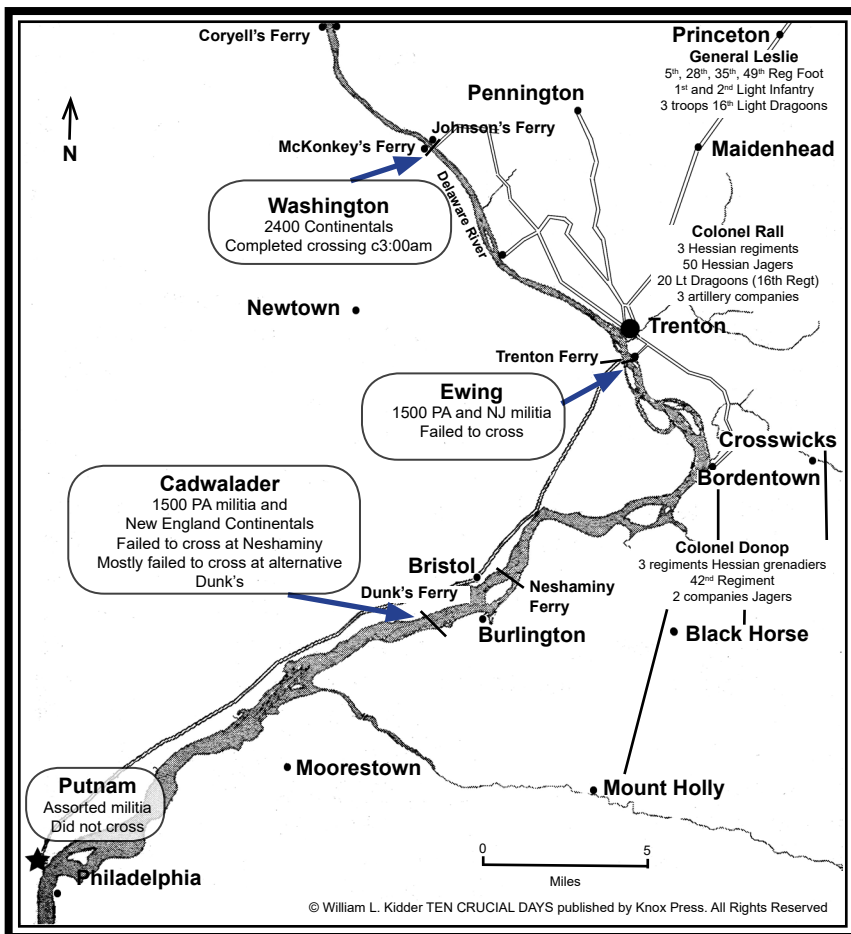 Coryell's Ferry
Princeton
General Leslie
5th, 28th, 35th, 49th Reg Foot
1st and 2nd Light Infantry
3 troops 16th Light Dragoons
Pennington
N
Johnson's Ferry
McKonkey's Ferry
Maidenhead
Washington
2400 Continentals
Completed crossing c3:00am
Delaware River
Colonel Rall
3 Hessian regiments
50 Hessian Jagers
20 Lt Dragoons (16th Regt)
3 artillery companies
Newtown
Trenton
Trenton Ferry
Ewing
1500 PA and NJ militia
Failed to cross
Crosswicks
Bordentown
Cadwalader
1500 PA militia and
New England Continentals
Failed to cross at Neshaminy
Mostly failed to cross at alternative
Dunk's
Colonel Donop
3 regiments Hessian grenadiers
42nd Regiment
2 companies Jagers
Bristol
Dunk's Ferry
Neshaminy
Ferry
Burlington
Black Horse
Moorestown
Mount Holly
Putnam
Assorted militia
Did not cross
Philadelphia
0 5
Miles
© William L. Kidder TEN CRUCIAL DAYS published by Knox Press. All Rights Reserved